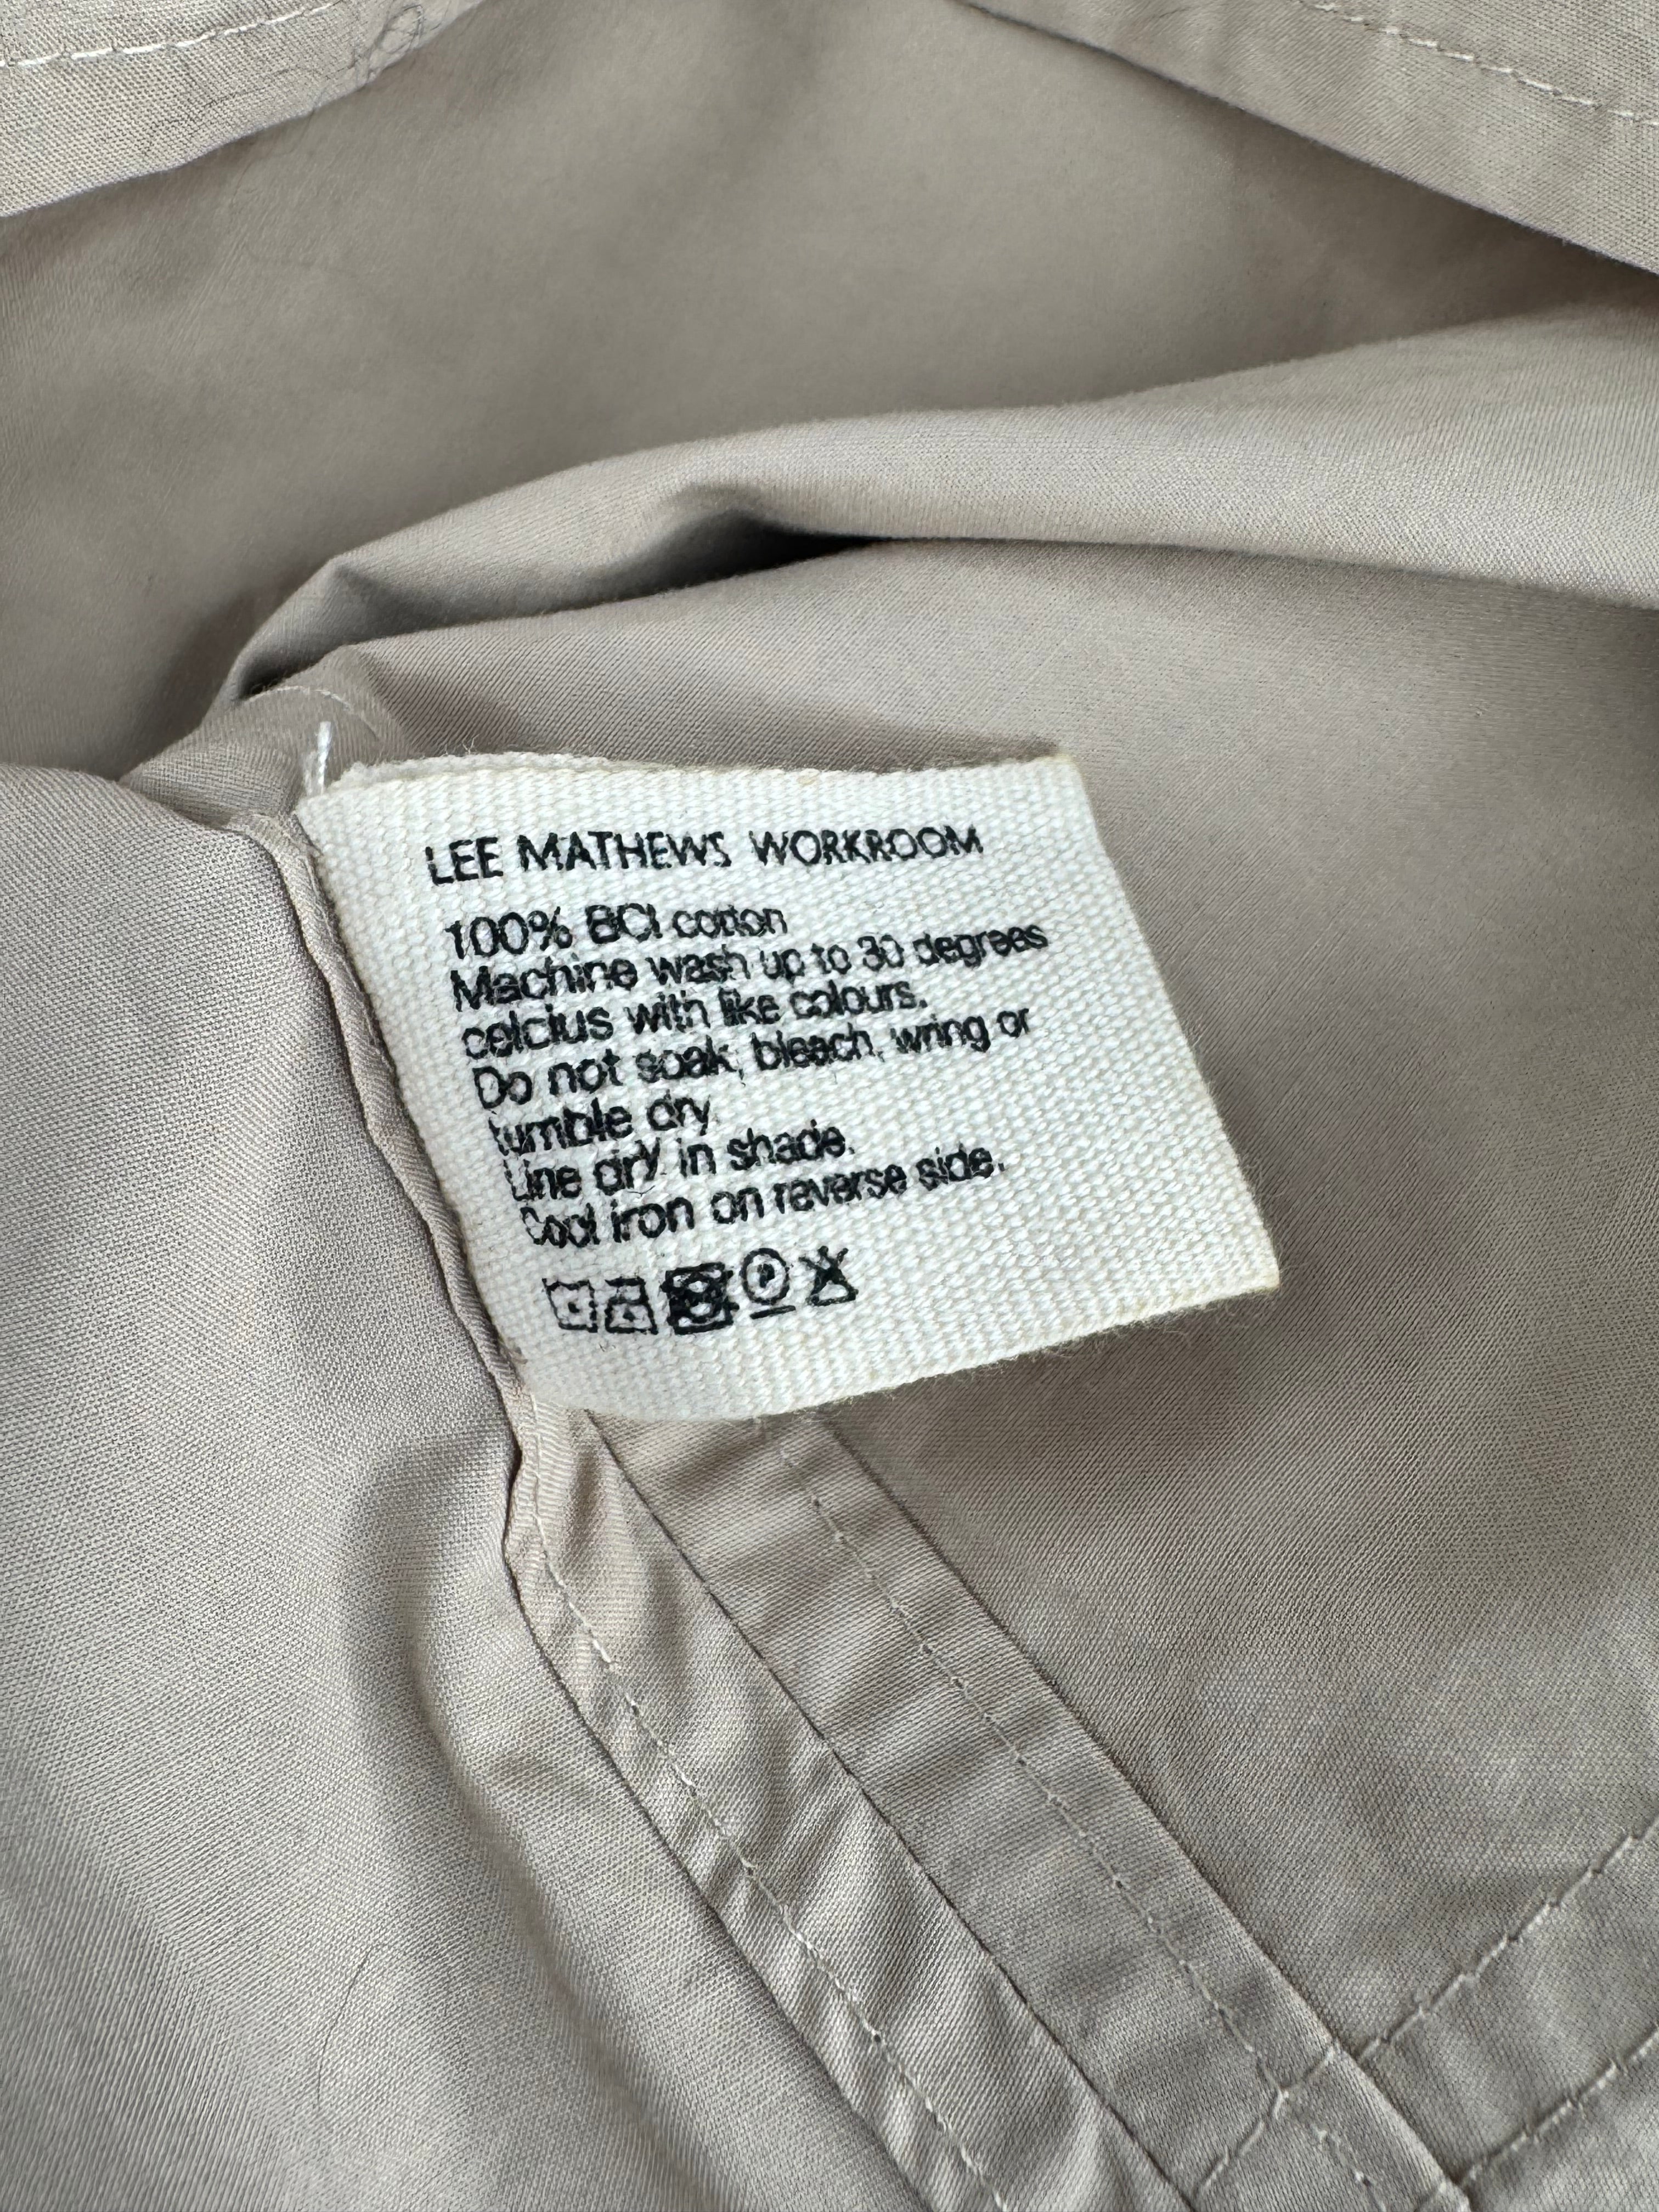 LEE MATHEWS WORKROOM
100% BCI cotton
Machine wash up to 30 degrees
celcius with like colours.
Do not soak, bleach, wring or
tumble dry.
Line dry in shade.
Cool iron on reverse side.
P